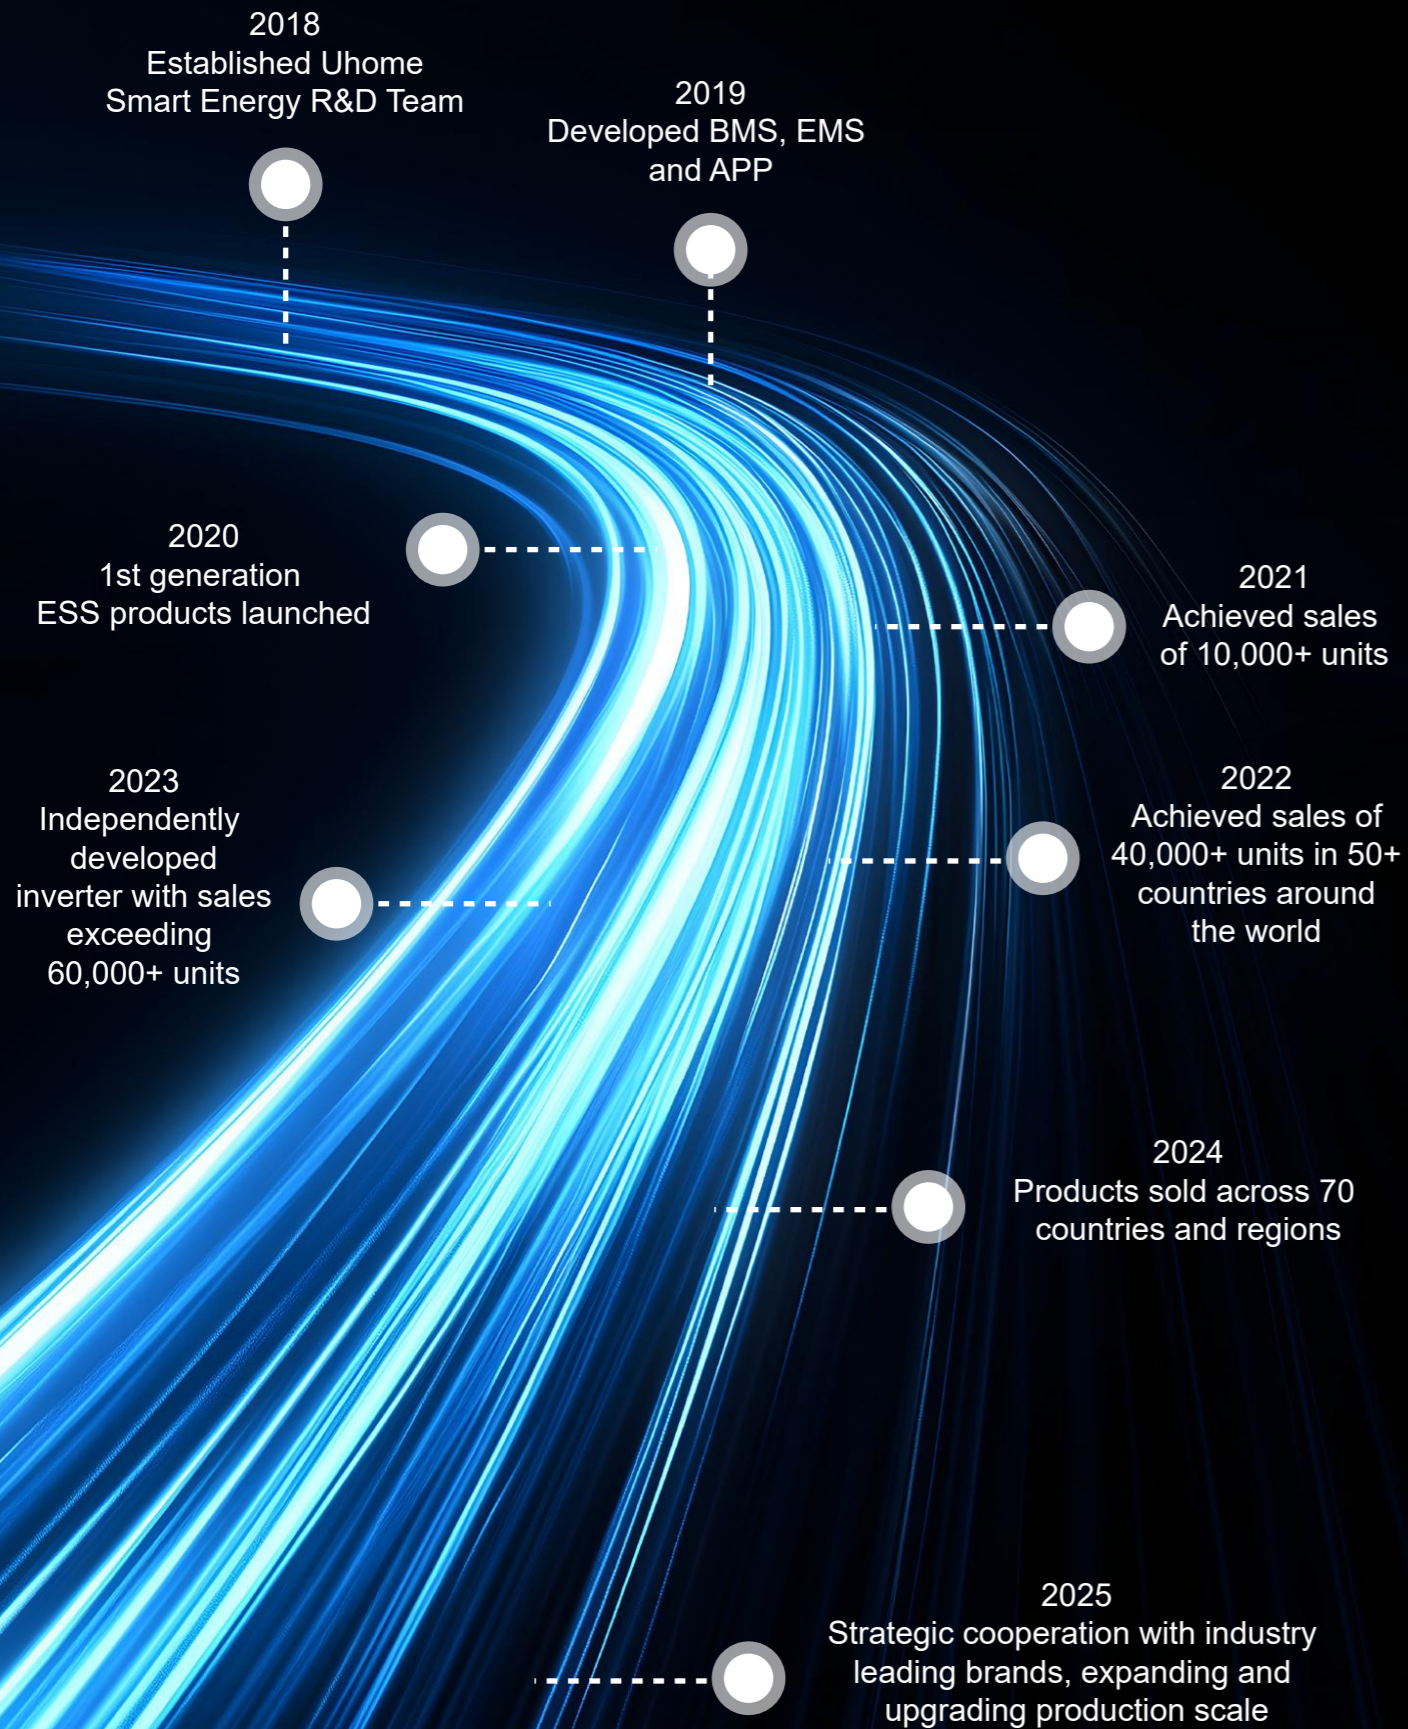 2018
Established Uhome
Smart Energy R&D Team
2019
Developed BMS, EMS
and APP
2020
1st generation
ESS products launched
2021
Achieved sales
of 10,000+ units
2022
Achieved sales of
40,000+ units in 50+
countries around
the world
2023
Independently
developed
inverter with sales
exceeding
60,000+ units
2024
Products sold across 70
countries and regions
2025
Strategic cooperation with industry
leading brands, expanding and
upgrading production scale